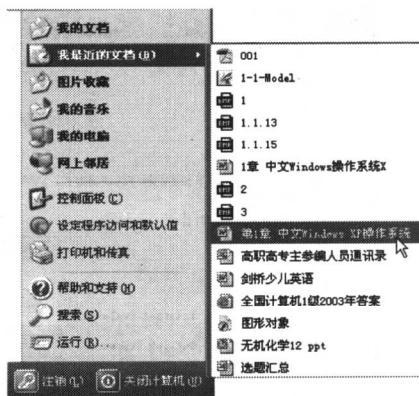 我的文档
我最近的文档(D)
图片收藏
我的音乐
我的电脑
网上邻居
控制面板(C)
设定程序访问和默认值
打印机和传真
帮助和支持(H)
搜索(S)
运行(R)...
注销(L)
关闭计算机(U)
001
1-1-Model
1
1.1.13
1.1.15
1章 中文Windows操作系统X
2
3
第1章 中文Windows XP操作系统
高职高专主参编人员通讯录
剑桥少儿英语
全国计算机1级2003年答案
图形对象
无机化学12 ppt
选题汇总